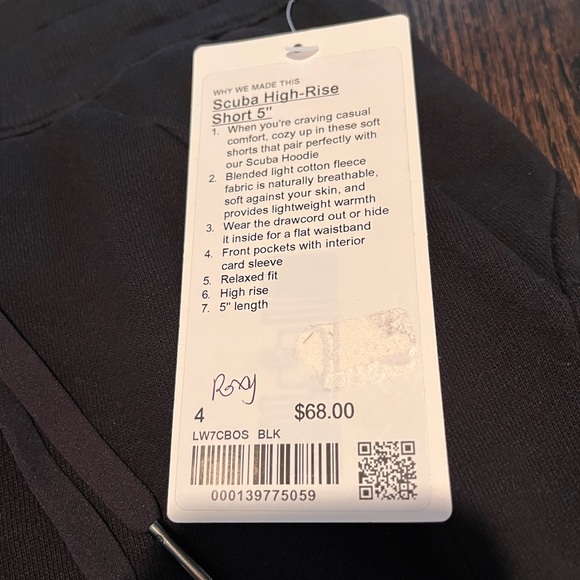 WHY WE MADE THIS
Scuba High-Rise
Short 5"
1. When you're craving casual
comfort, cozy up in these soft
shorts that pair perfectly with
our Scuba Hoodie
2. Blended light cotton fleece
fabric is naturally breathable,
soft against your skin, and
provides lightweight warmth
3. Wear the drawcord out or hide
it inside for a flat waistband
4. Front pockets with interior
card sleeve
5. Relaxed fit
6. High rise
7. 5" length
Roxy
4 $68.00
LW7CBOS BLK
000139775059